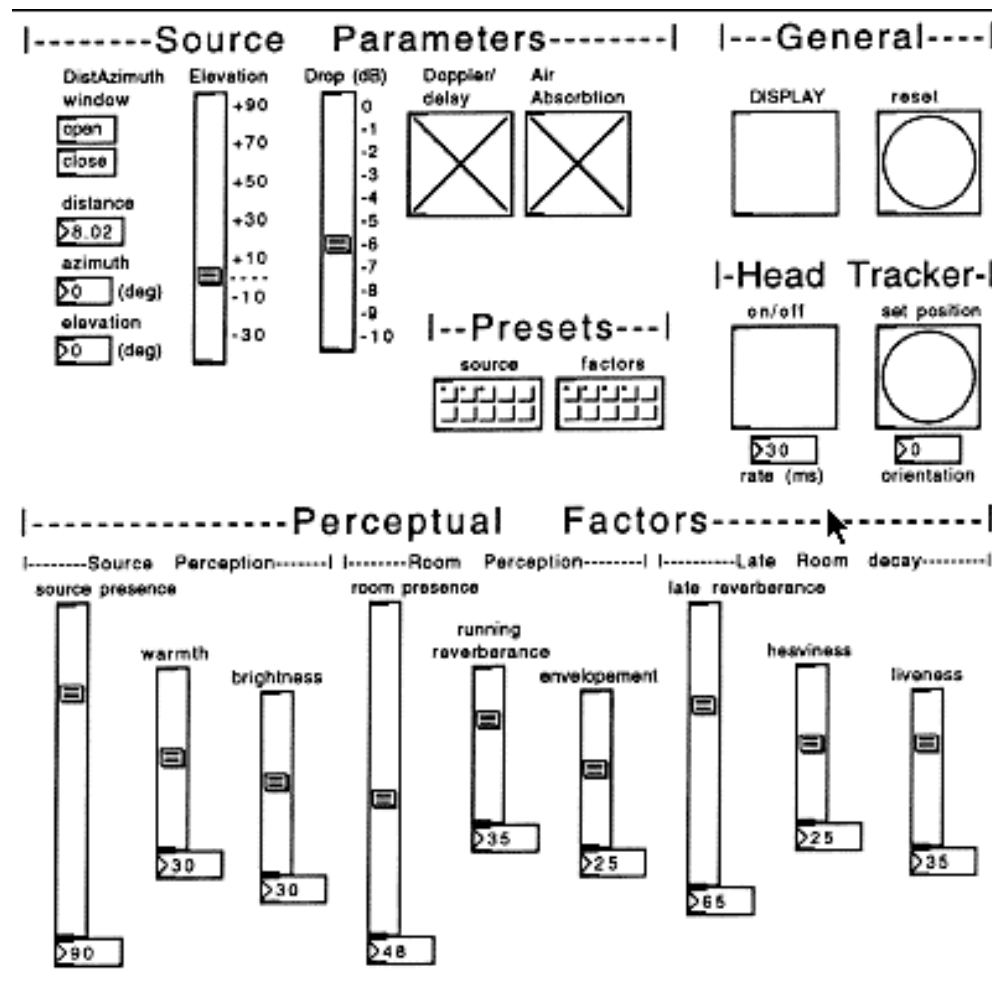 |--------Source Parameters--------|
|---General----|
DistAzimuth
window
open
close
distance
8.02
azimuth
0 (deg)
elevation
0 (deg)
Elevation
+90
+70
+50
+30
+10
-----
-10
-30
Drop (dB)
0
-1
-2
-3
-4
-5
-6
-7
-8
-9
-10
Doppler/
delay
Air
Absorbtion
DISPLAY
reset
|--Presets---|
source
factors
|-Head Tracker-|
on/off
set position
30
0
rate (ms)
orientation
|---------------Perceptual Factors----------------|
|--------Source Perception-------|
|--------Room Perception--------|
|----------Late Room decay---------|
source presence
90
warmth
30
brightness
30
room presence
48
running
reverberance
35
envelopement
25
late reverberance
65
heaviness
25
liveness
35